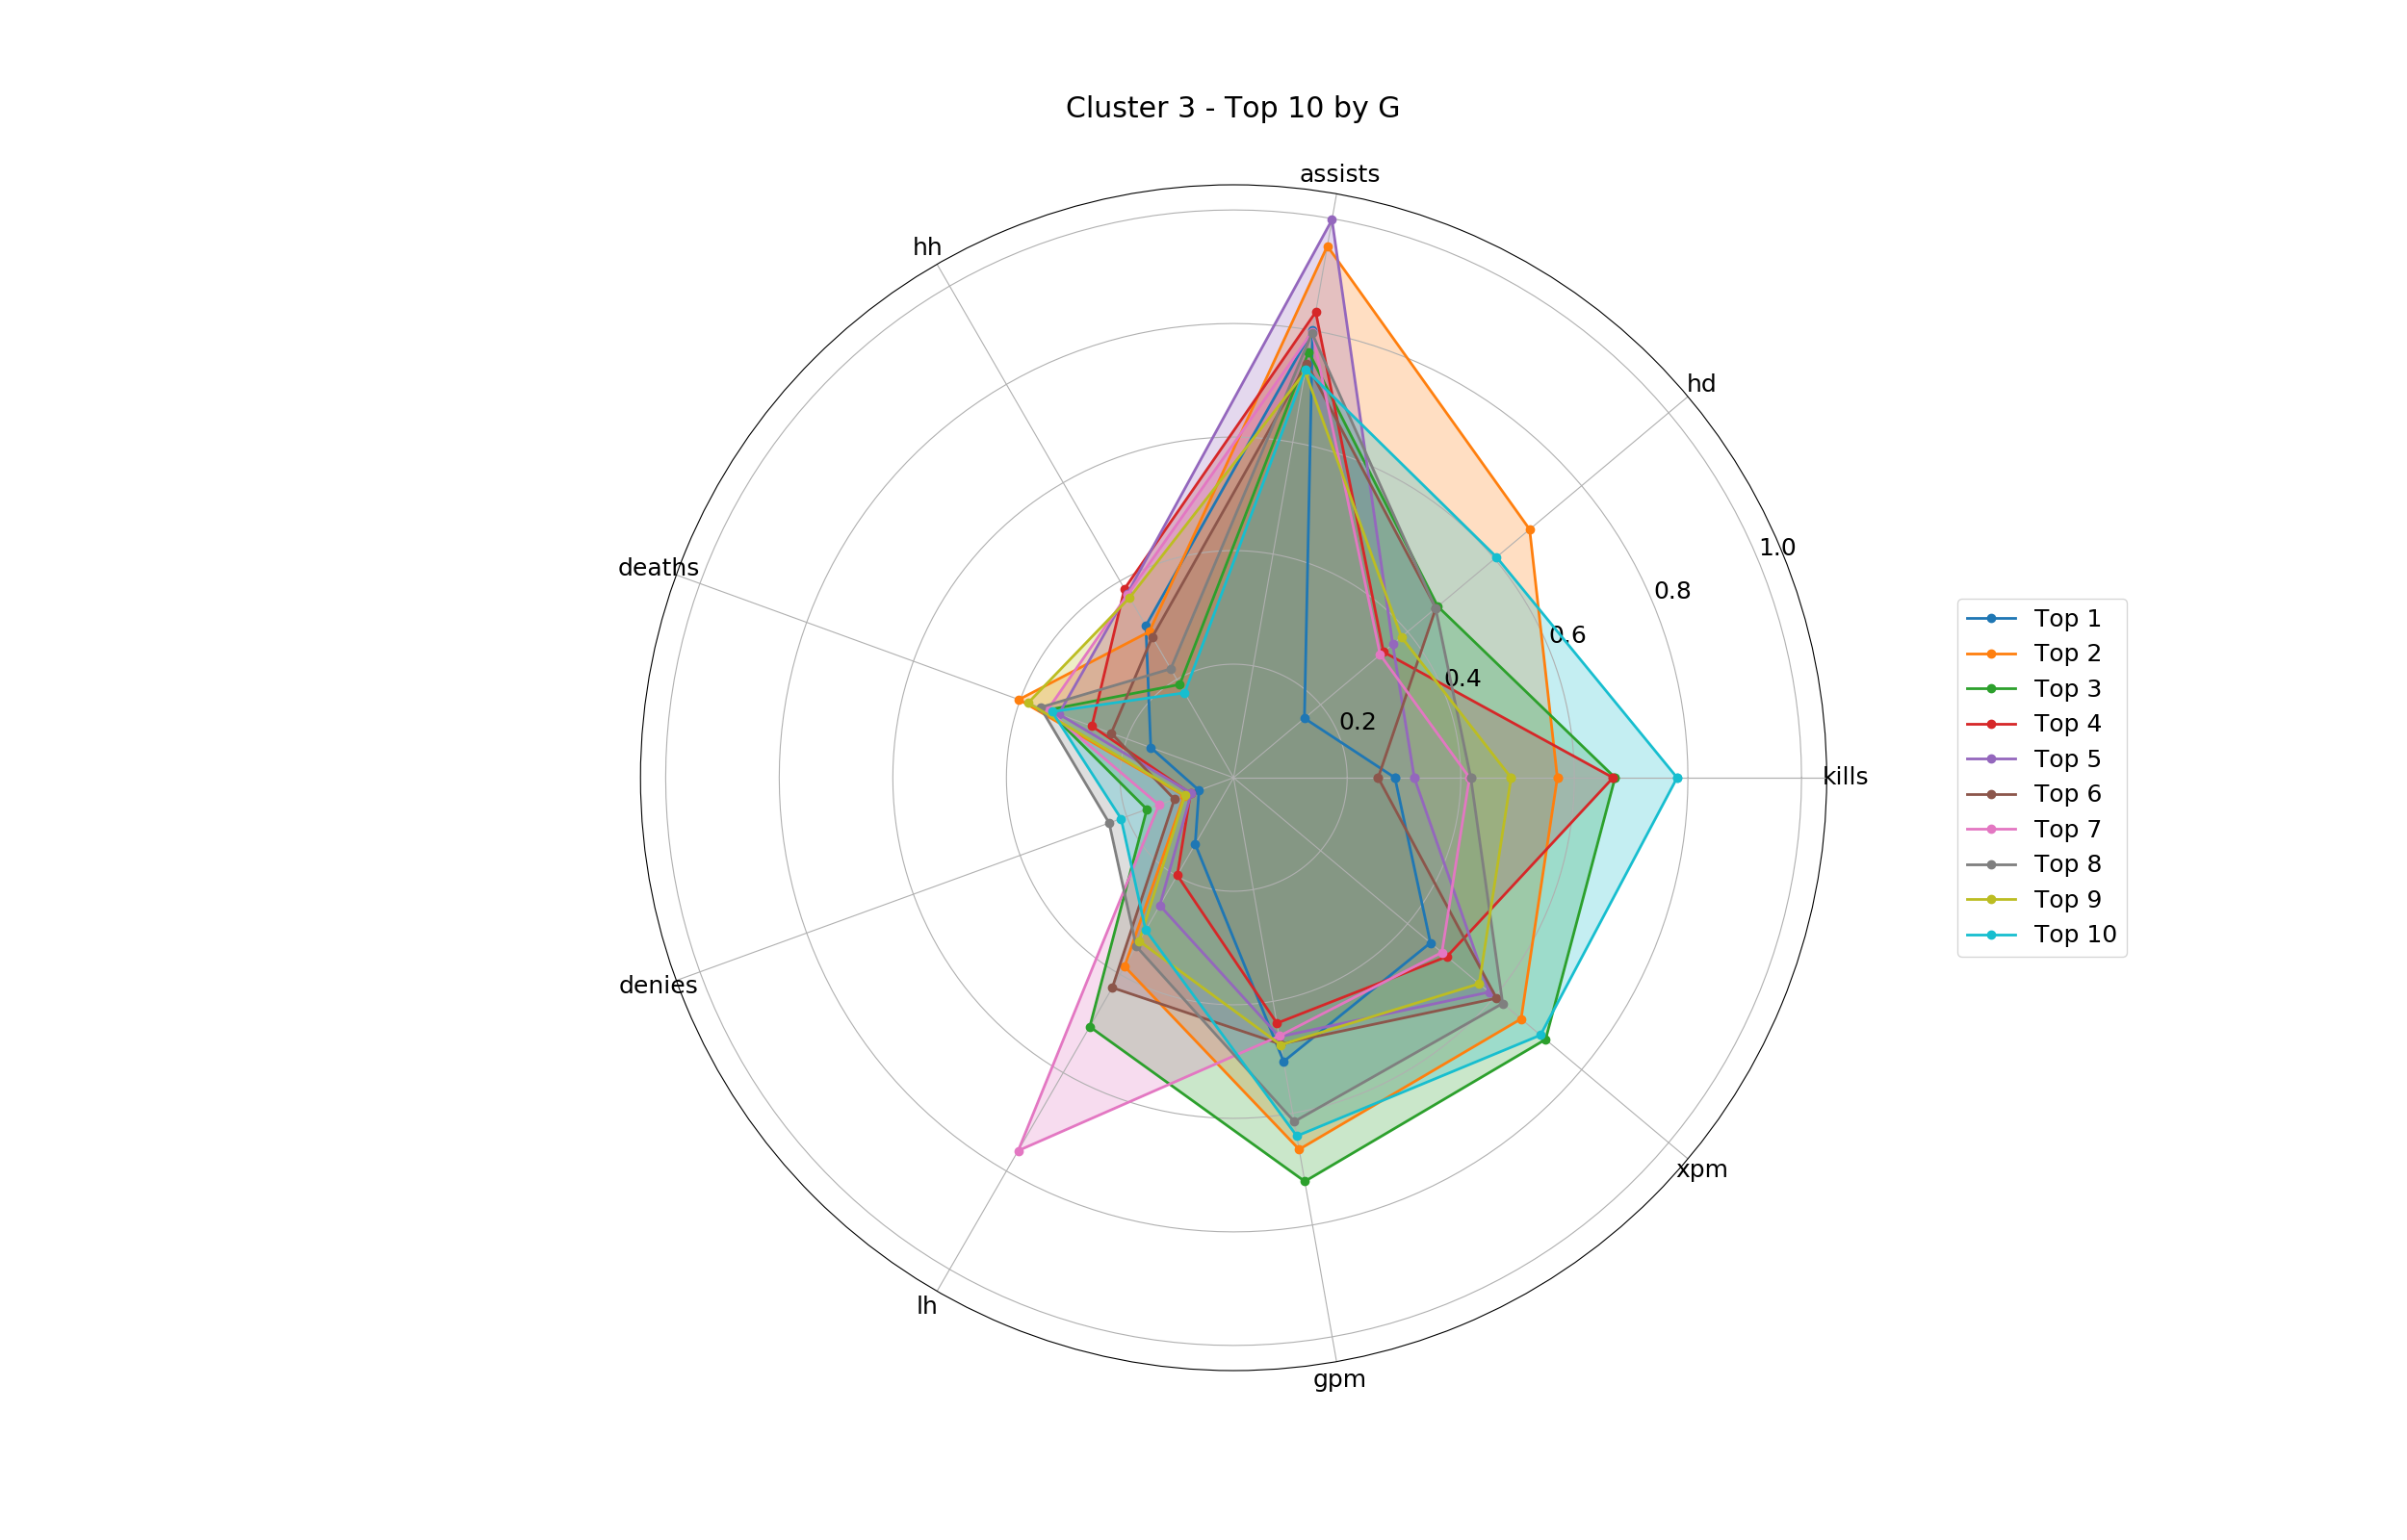 Cluster 3 - Top 10 by G
assists
hh
hd
deaths
1.0
0.8
0.6
0.4
0.2
kills
denies
xpm
lh
gpm
Top 1
Top 2
Top 3
Top 4
Top 5
Top 6
Top 7
Top 8
Top 9
Top 10